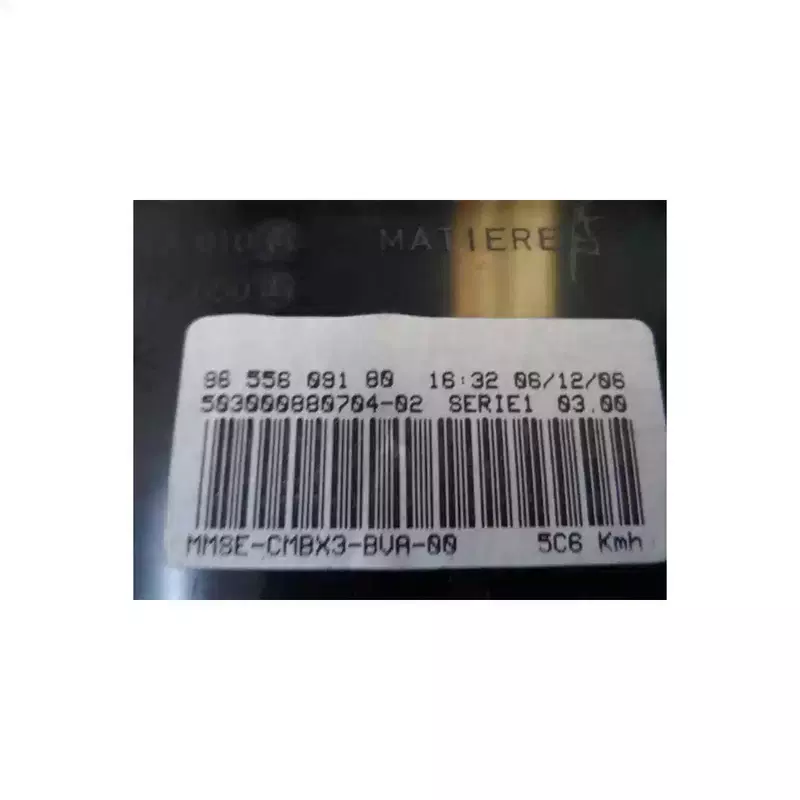 MATIERE
96 556 091 80 16:32 06/12/06
503000880704-02 SERIE1 03.00
MM8E-CMBX3-BVA-00 5C6 Kmh